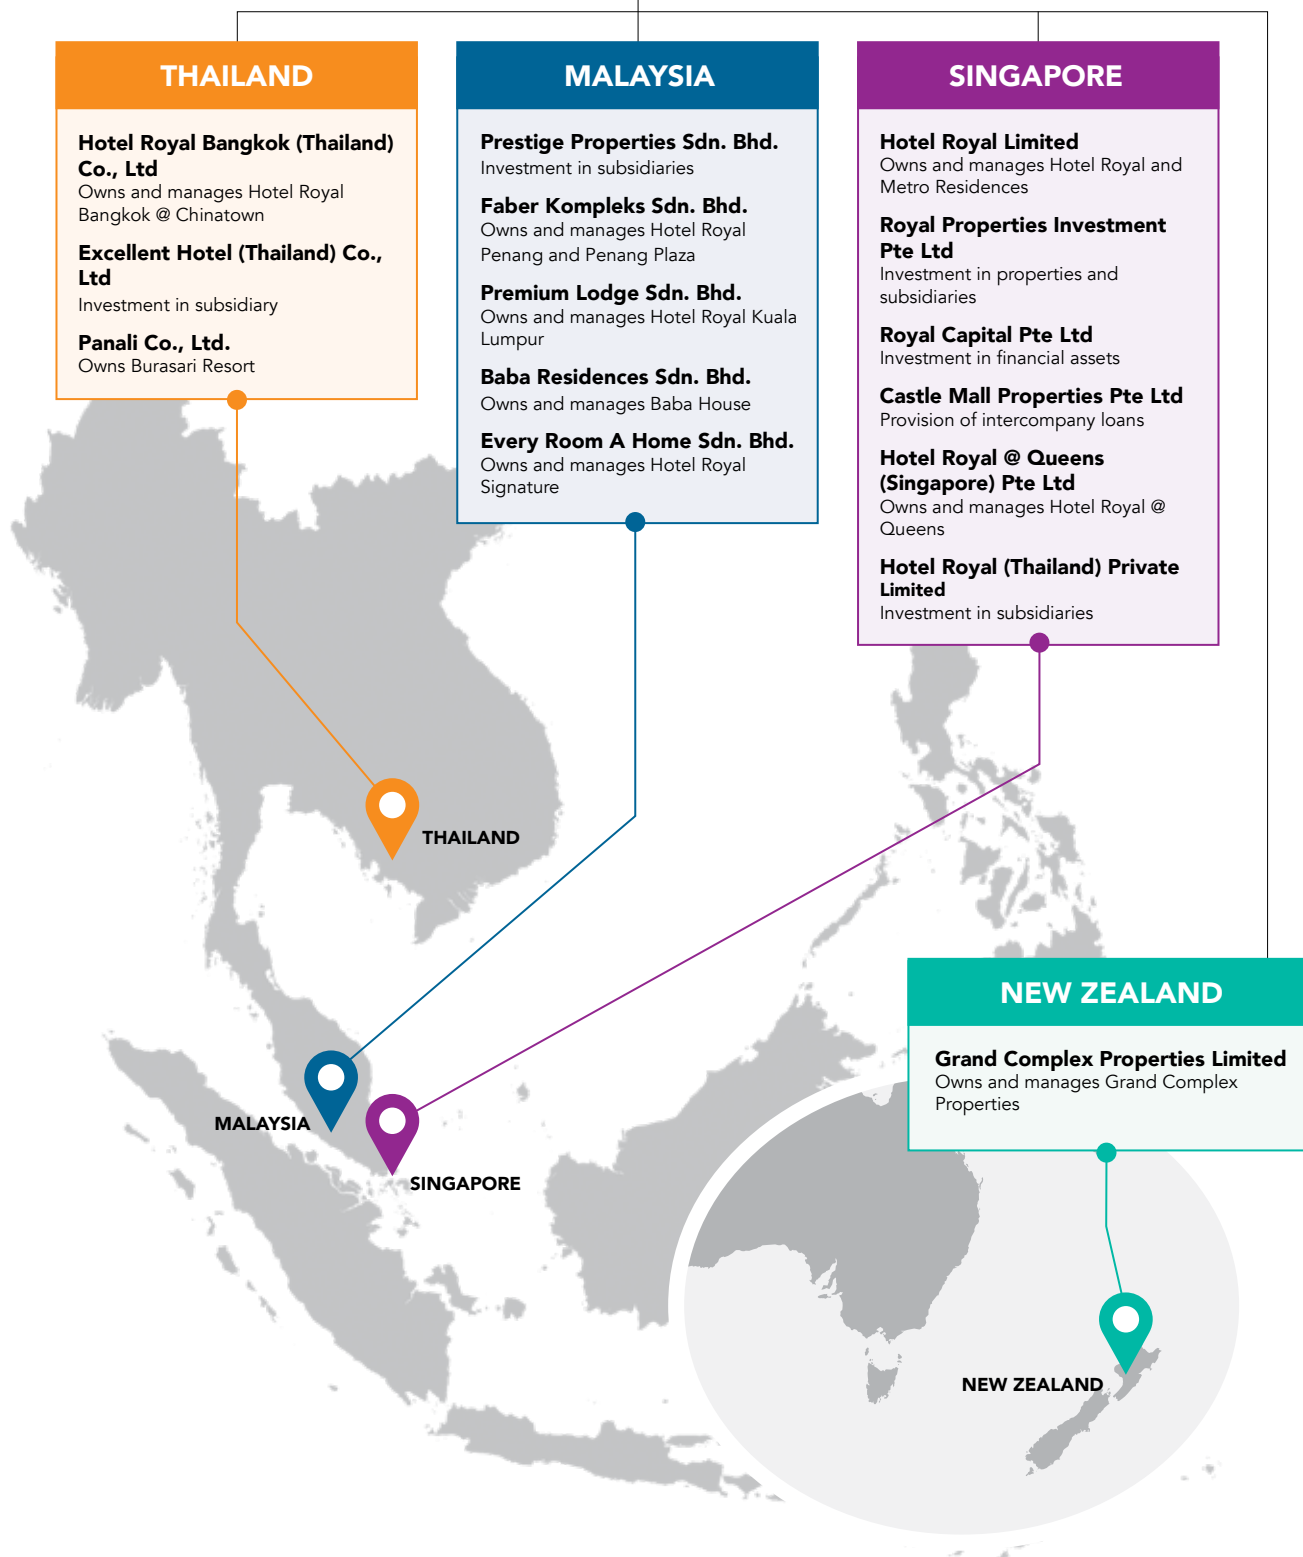 THAILAND
Hotel Royal Bangkok (Thailand)
Co., Ltd
Owns and manages Hotel Royal
Bangkok @ Chinatown
Excellent Hotel (Thailand) Co.,
Ltd
Investment in subsidiary
Panali Co., Ltd.
Owns Burasari Resort
MALAYSIA
Prestige Properties Sdn. Bhd.
Investment in subsidiaries
Faber Kompleks Sdn. Bhd.
Owns and manages Hotel Royal
Penang and Penang Plaza
Premium Lodge Sdn. Bhd.
Owns and manages Hotel Royal Kuala
Lumpur
Baba Residences Sdn. Bhd.
Owns and manages Baba House
Every Room A Home Sdn. Bhd.
Owns and manages Hotel Royal
Signature
SINGAPORE
Hotel Royal Limited
Owns and manages Hotel Royal and
Metro Residences
Royal Properties Investment
Pte Ltd
Investment in properties and
subsidiaries
Royal Capital Pte Ltd
Investment in financial assets
Castle Mall Properties Pte Ltd
Provision of intercompany loans
Hotel Royal @ Queens
(Singapore) Pte Ltd
Owns and manages Hotel Royal @
Queens
Hotel Royal (Thailand) Private
Limited
Investment in subsidiaries
THAILAND
NEW ZEALAND
Grand Complex Properties Limited
Owns and manages Grand Complex
Properties
MALAYSIA
SINGAPORE
NEW ZEALAND